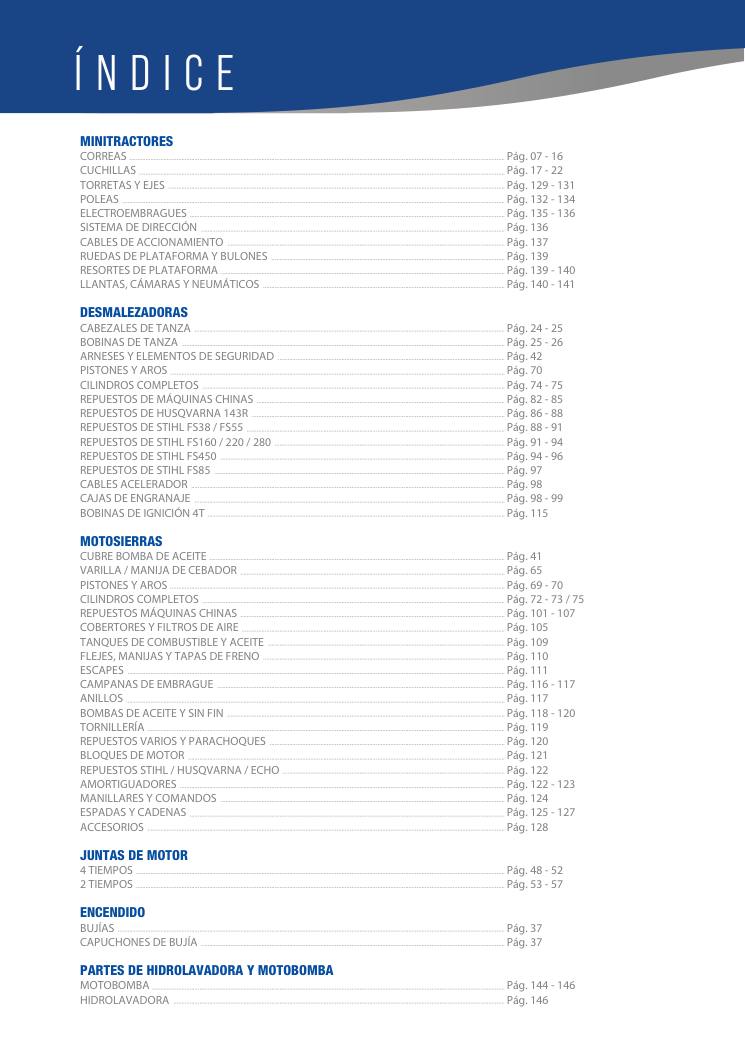 ÍNDICE
MINITRACTORES
CORREAS Pág. 07 - 16
CUCHILLAS Pág. 17 - 22
TORRETAS Y EJES Pág. 129 - 131
POLEAS Pág. 132 - 134
ELECTROEMBRAGUES Pág. 135 - 136
SISTEMA DE DIRECCIÓN Pág. 136
CABLES DE ACCIONAMIENTO Pág. 137
RUEDAS DE PLATAFORMA Y BULONES Pág. 139
RESORTES DE PLATAFORMA Pág. 139 - 140
LLANTAS, CÁMARAS Y NEUMÁTICOS Pág. 140 - 141
DESMALEZADORAS
CABEZALES DE TANZA Pág. 24 - 25
BOBINAS DE TANZA Pág. 25 - 26
ARNESES Y ELEMENTOS DE SEGURIDAD Pág. 42
PISTONES Y AROS Pág. 70
CILINDROS COMPLETOS Pág. 74 - 75
REPUESTOS DE MÁQUINAS CHINAS Pág. 82 - 85
REPUESTOS DE HUSQVARNA 143R Pág. 86 - 88
REPUESTOS DE STIHL FS38 / FS55 Pág. 88 - 91
REPUESTOS DE STIHL FS160 / 220 / 280 Pág. 91 - 94
REPUESTOS DE STIHL FS450 Pág. 94 - 96
REPUESTOS DE STIHL FS85 Pág. 97
CABLES ACELERADOR Pág. 98
CAJAS DE ENGRANAJE Pág. 98 - 99
BOBINAS DE IGNICIÓN 4T Pág. 115
MOTOSIERRAS
CUBRE BOMBA DE ACEITE Pág. 41
VARILLA / MANIJA DE CEBADOR Pág. 65
PISTONES Y AROS Pág. 69 - 70
CILINDROS COMPLETOS Pág. 72 - 73 / 75
REPUESTOS MÁQUINAS CHINAS Pág. 101 - 107
COBERTORES Y FILTROS DE AIRE Pág. 105
TANQUES DE COMBUSTIBLE Y ACEITE Pág. 109
FLEJES, MANIJAS Y TAPAS DE FRENO Pág. 110
ESCAPES Pág. 111
CAMPANAS DE EMBRAGUE Pág. 116 - 117
ANILLOS Pág. 117
BOMBAS DE ACEITE Y SIN FIN Pág. 118 - 120
TORNILLERÍA Pág. 119
REPUESTOS VARIOS Y PARACHOQUES Pág. 120
BLOQUES DE MOTOR Pág. 121
REPUESTOS STIHL / HUSQVARNA / ECHO Pág. 122
AMORTIGUADORES Pág. 122 - 123
MANILLARES Y COMANDOS Pág. 124
ESPADAS Y CADENAS Pág. 125 - 127
ACCESORIOS Pág. 128
JUNTAS DE MOTOR
4 TIEMPOS Pág. 48 - 52
2 TIEMPOS Pág. 53 - 57
ENCENDIDO
BUJÍAS Pág. 37
CAPUCHONES DE BUJÍA Pág. 37
PARTES DE HIDROLAVADORA Y MOTOBOMBA
MOTOBOMBA Pág. 144 - 146
HIDROLAVADORA Pág. 146